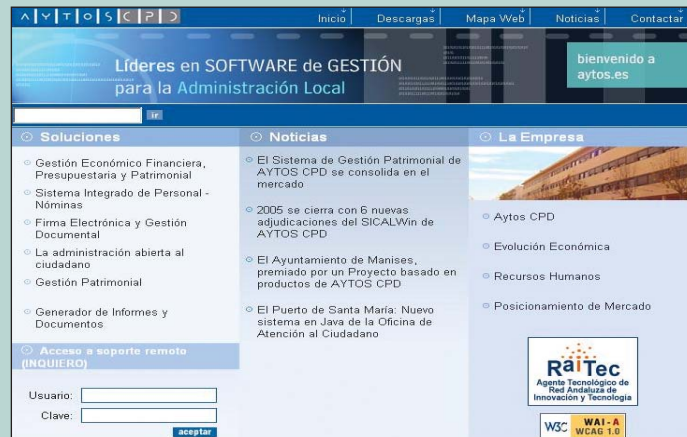 AYTOS CPD
Inicio
Descargas
Mapa Web
Noticias
Contactar
Líderes en SOFTWARE de GESTIÓN
para la Administración Local
bienvenido a
aytos.es
ir
Soluciones
Gestión Económico Financiera,
Presupuestaria y Patrimonial
Sistema Integrado de Personal -
Nóminas
Firma Electrónica y Gestión
Documental
La administración abierta al
ciudadano
Gestión Patrimonial
Generador de Informes y
Documentos
Acceso a soporte remoto
(INQUIERO)
Usuario:
Clave:
aceptar
Noticias
El Sistema de Gestión Patrimonial de
AYTOS CPD se consolida en el
mercado
2005 se cierra con 6 nuevas
adjudicaciones del SICALWin de
AYTOS CPD
El Ayuntamiento de Manises,
premiado por un Proyecto basado en
productos de AYTOS CPD
El Puerto de Santa María: Nuevo
sistema en Java de la Oficina de
Atención al Ciudadano
La Empresa
Aytos CPD
Evolución Económica
Recursos Humanos
Posicionamiento de Mercado
RaiTec
Agente Tecnológico de
Red Andaluza de
Innovación y Tecnología
W3C WAI-A
WCAG 1.0